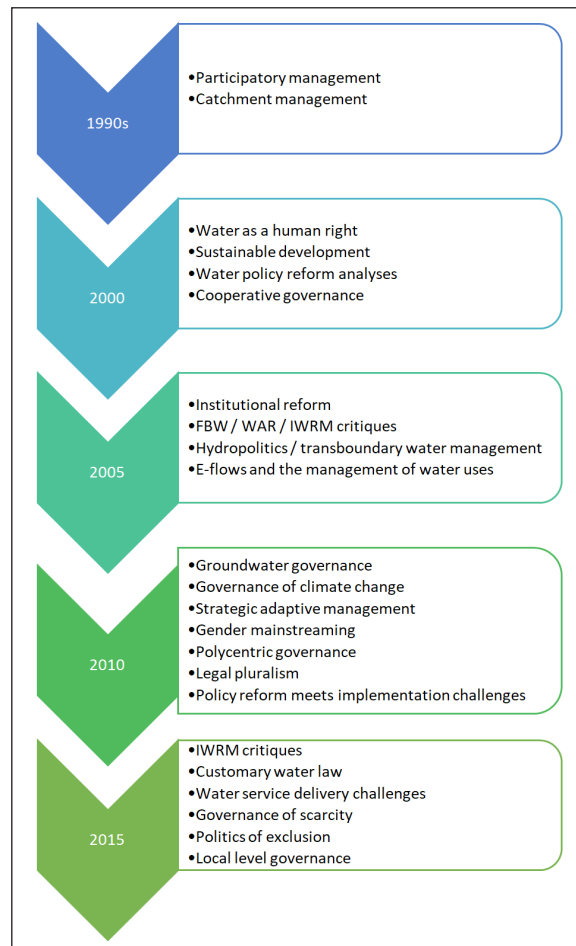 1990s
•Participatory management
•Catchment management
2000
•Water as a human right
•Sustainable development
•Water policy reform analyses
•Cooperative governance
2005
•Institutional reform
•FBW / WAR / IWRM critiques
•Hydropolitics / transboundary water management
•E-flows and the management of water uses
2010
•Groundwater governance
•Governance of climate change
•Strategic adaptive management
•Gender mainstreaming
•Polycentric governance
•Legal pluralism
•Policy reform meets implementation challenges
2015
•IWRM critiques
•Customary water law
•Water service delivery challenges
•Governance of scarcity
•Politics of exclusion
•Local level governance